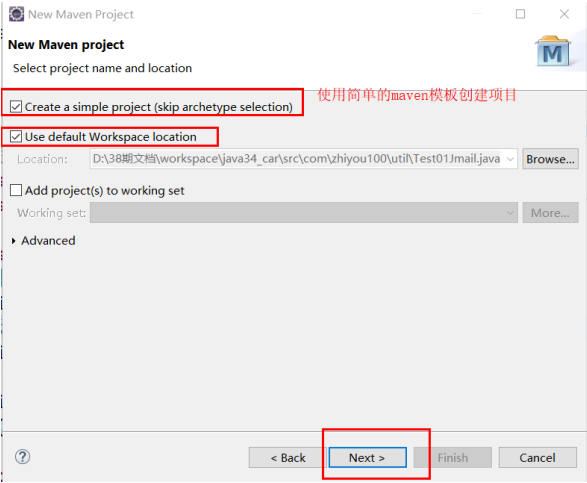 New Maven Project
New Maven project
Select project name and location
M
Create a simple project (skip archetype selection)
使用简单的maven模板创建项目
Use default Workspace location
Location:
D:\38期文档\workspace\java34_car\src\com\zhiyou100\util\Test01Jmail.java
Browse...
Add project(s) to working set
Working set:
More...
Advanced
?
< Back
Next >
Finish
Cancel